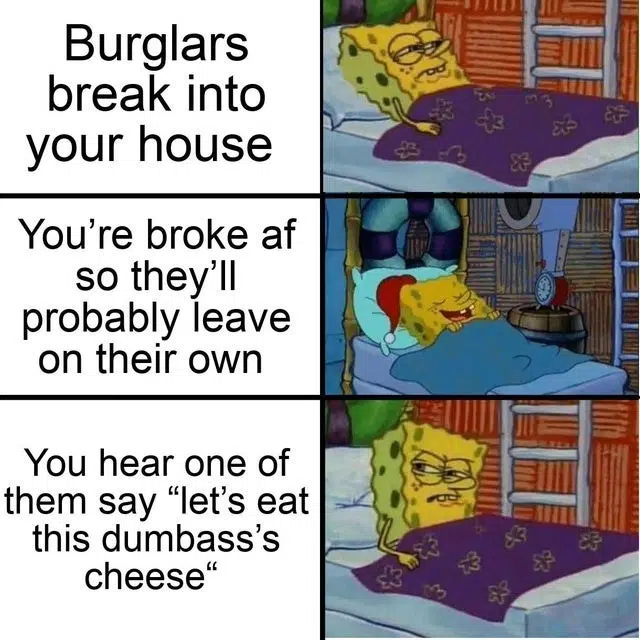 Burglars
break into
your house
You’re broke af
so they’ll
probably leave
on their own
You hear one of
them say “let’s eat
this dumbass’s
cheese“